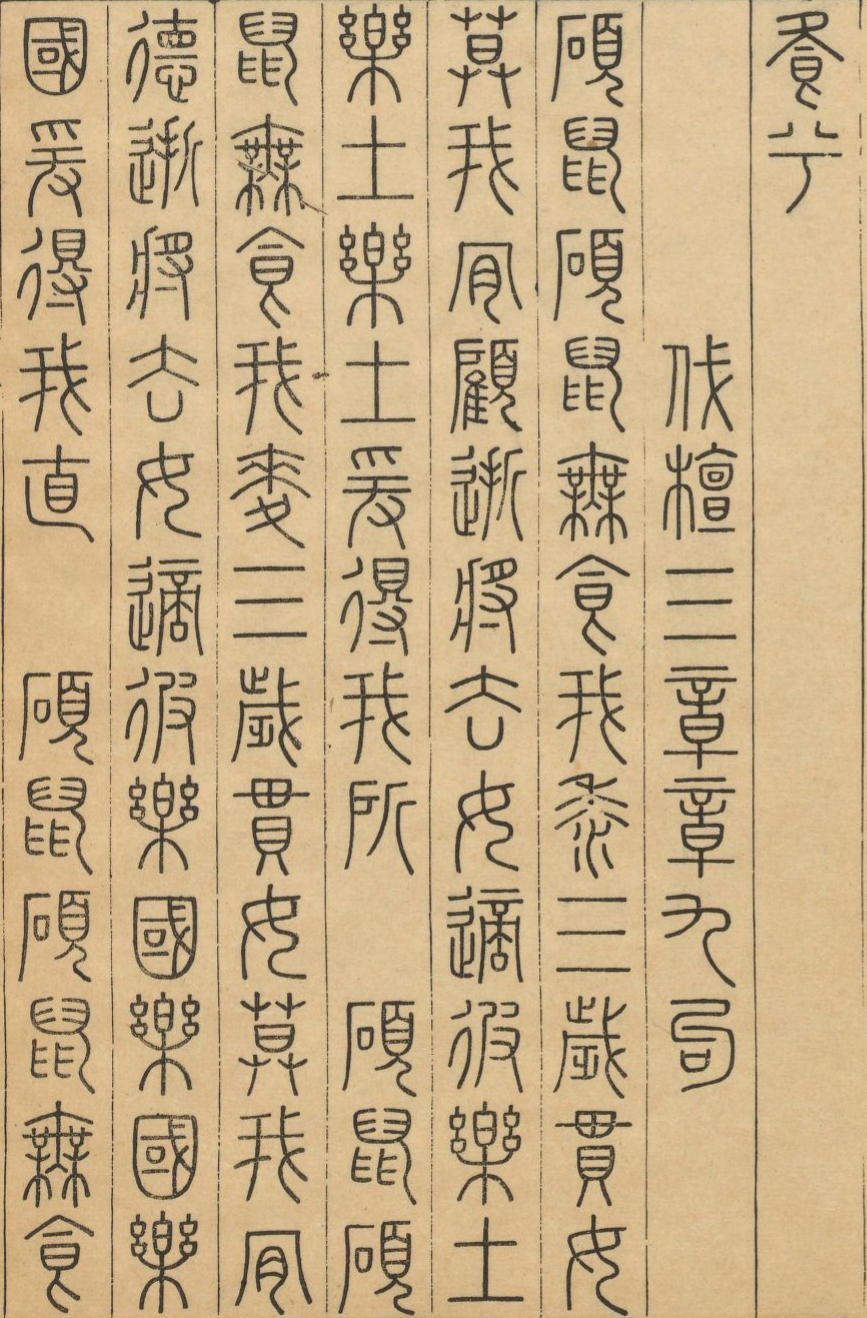 飧兮
伐檀三章章九句
碩鼠碩鼠無食我黍三歲貫女
莫我肯顧逝將去女適彼樂土
樂土樂土爰得我所　碩鼠碩
鼠無食我麥三歲貫女莫我肯
德逝將去女適彼樂國樂國樂
國爰得我直　碩鼠碩鼠無食